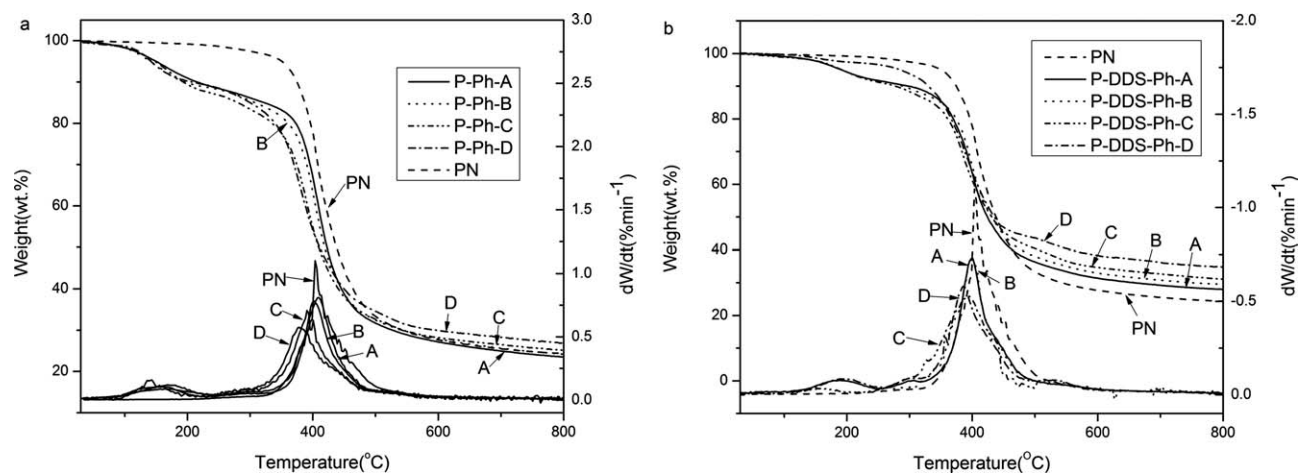 a
3.0
100
2.5
P-Ph-A
P-Ph-B
P-Ph-C
P-Ph-D
PN
80
B
2.0
Weight(wt.%)
dW/dt(%min⁻¹)
60
PN
1.5
40
PN
1.0
C
D
C
D
B
A
A
0.5
20
0.0
200 400 600 800
Temperature(°C)
b
-2.0
100
PN
P-DDS-Ph-A
P-DDS-Ph-B
P-DDS-Ph-C
P-DDS-Ph-D
80
-1.5
Weight(wt.%)
dW/dt(%min⁻¹)
60
-1.0
PN
D
C
B
A
40
A
B
D
PN
-0.5
20
C
0
0.0
200 400 600 800
Temperature(°C)